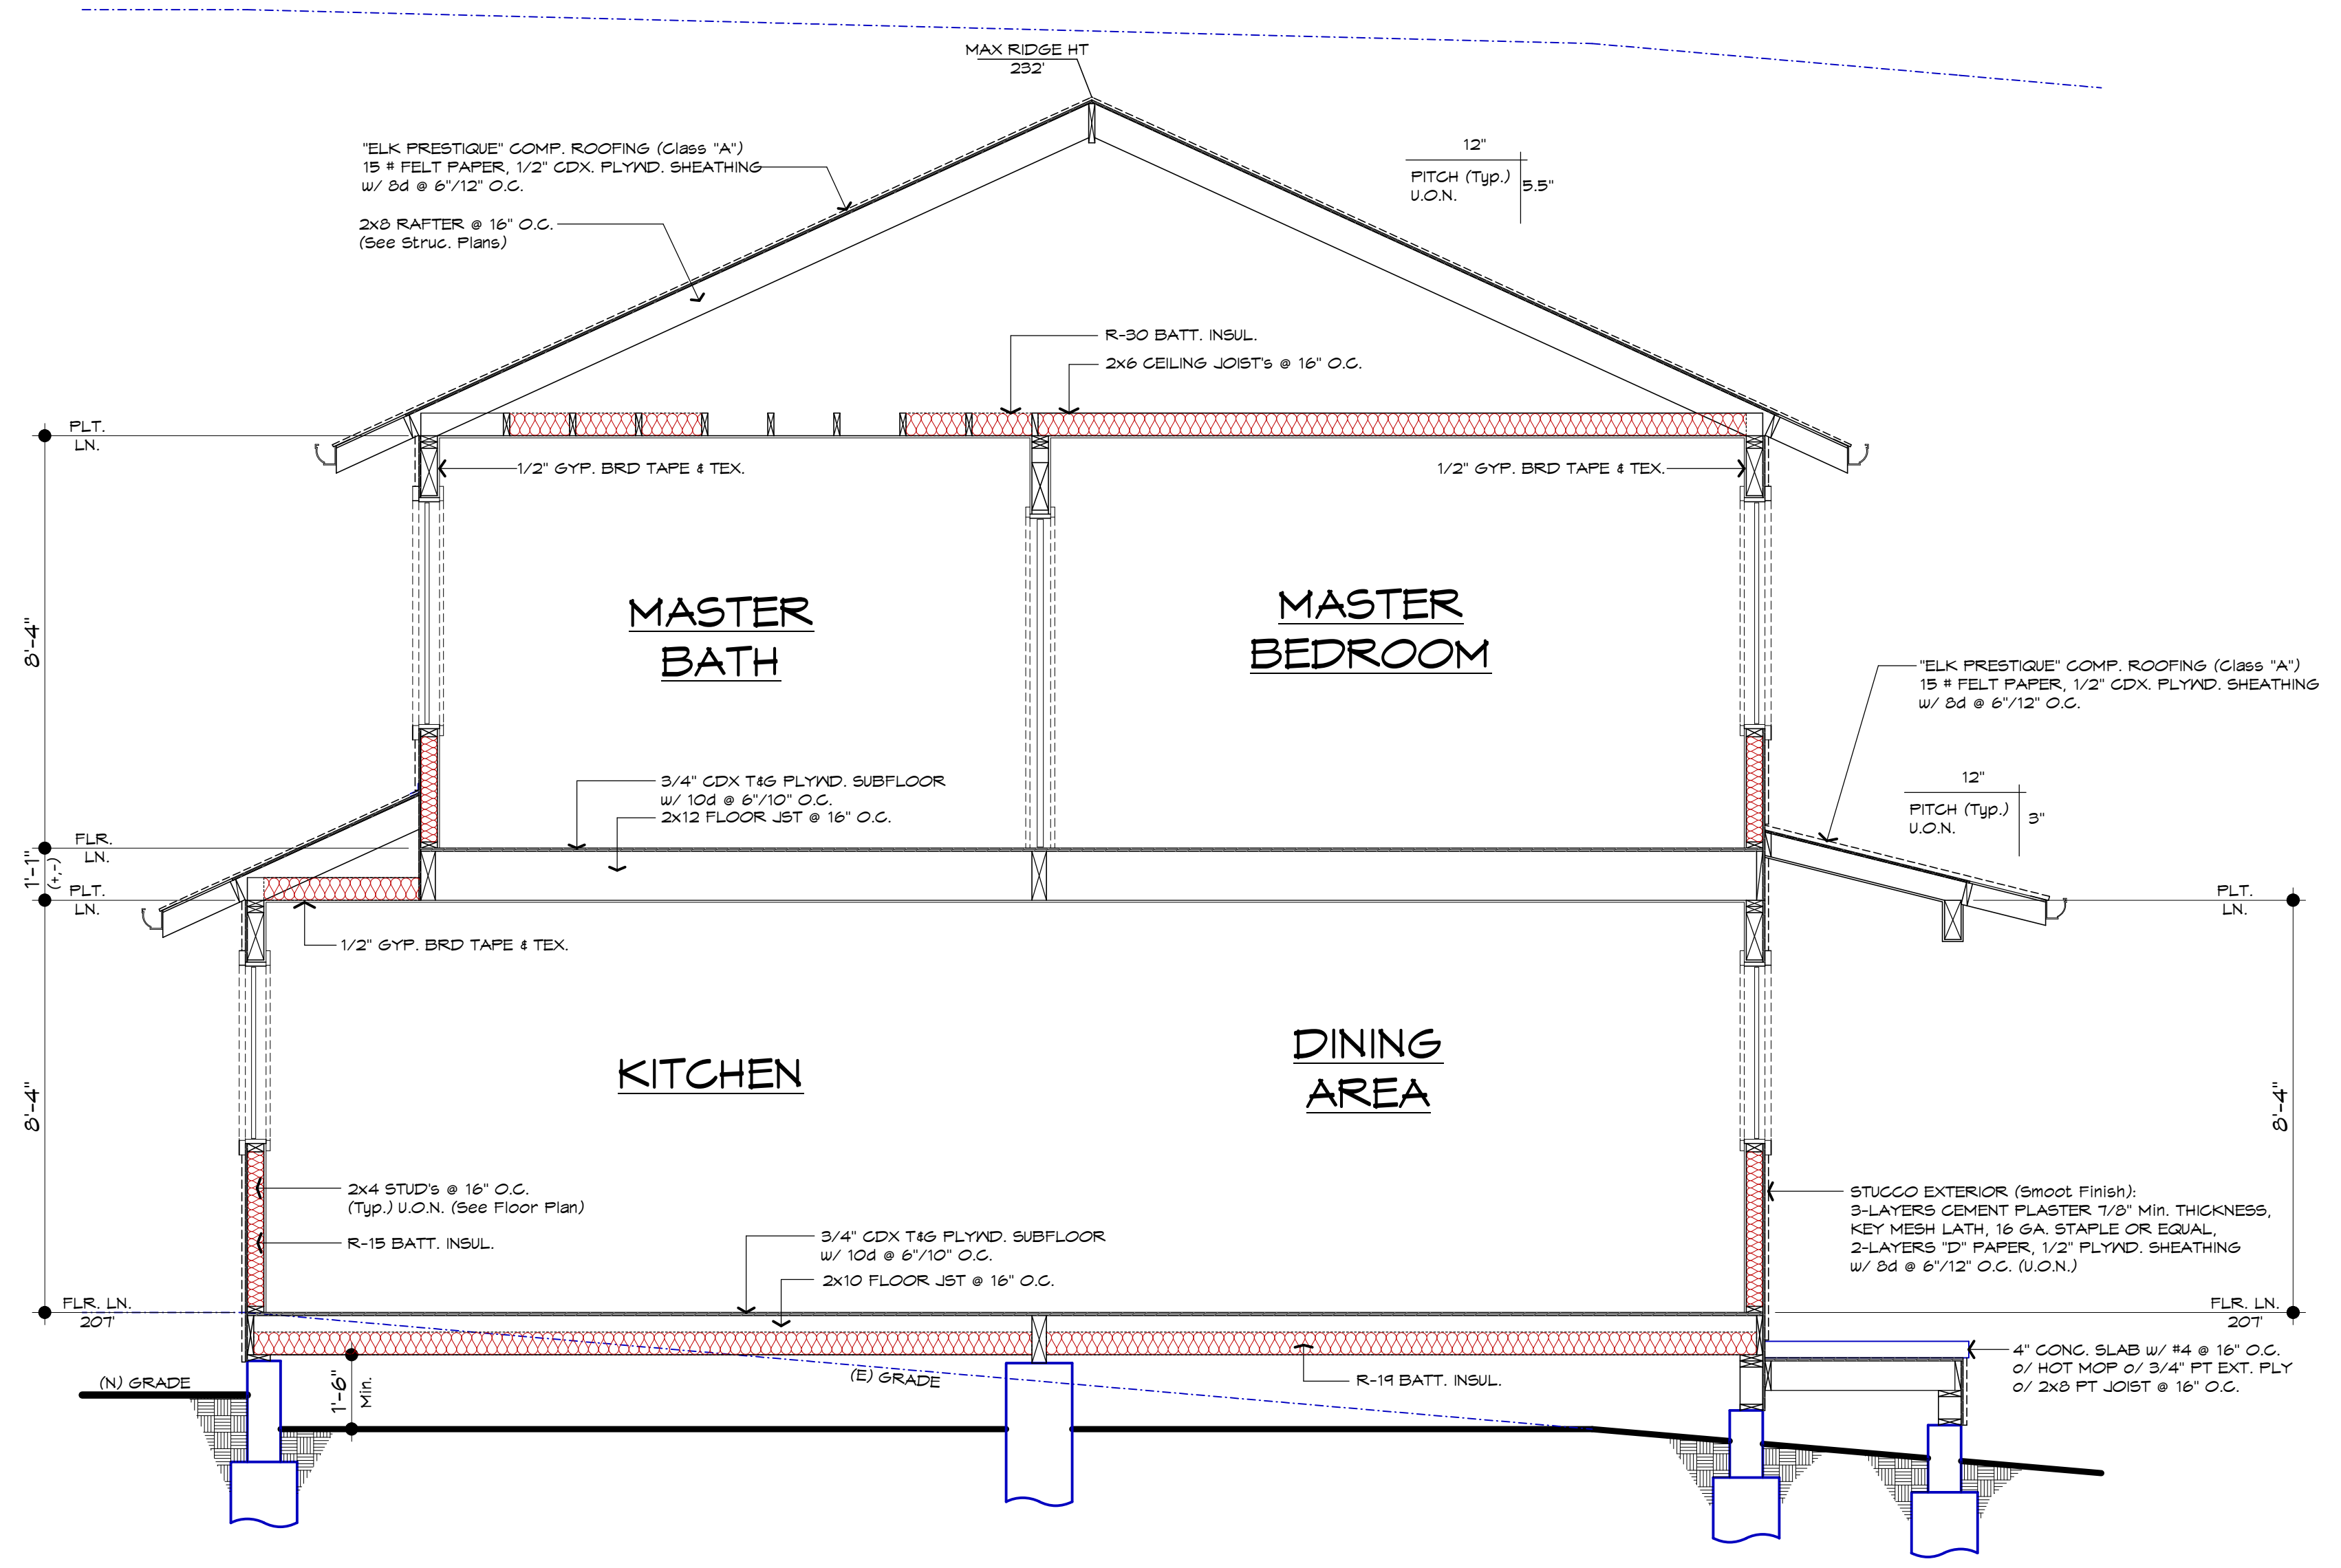 MAX RIDGE HT
232'
"ELK PRESTIQUE" COMP. ROOFING (Class "A")
15 # FELT PAPER, 1/2" CDX. PLYWD. SHEATHING
w/ 8d @ 6"/12" O.C.
12"
PITCH (Typ.)
U.O.N.
5.5"
2x8 RAFTER @ 16" O.C.
(See Struc. Plans)
R-30 BATT. INSUL.
2x6 CEILING JOIST's @ 16" O.C.
PLT.
LN.
1/2" GYP. BRD TAPE & TEX.
1/2" GYP. BRD TAPE & TEX.
8'-4"
MASTER
BATH
MASTER
BEDROOM
"ELK PRESTIQUE" COMP. ROOFING (Class "A")
15 # FELT PAPER, 1/2" CDX. PLYWD. SHEATHING
w/ 8d @ 6"/12" O.C.
12"
PITCH (Typ.)
U.O.N.
3"
3/4" CDX T&G PLYWD. SUBFLOOR
w/ 10d @ 6"/10" O.C.
2x12 FLOOR JST @ 16" O.C.
FLR.
LN.
1'-1"
(+,-)
PLT.
LN.
PLT.
LN.
1/2" GYP. BRD TAPE & TEX.
8'-4"
KITCHEN
DINING
AREA
8'-4"
2x4 STUD's @ 16" O.C.
(Typ.) U.O.N. (See Floor Plan)
R-15 BATT. INSUL.
STUCCO EXTERIOR (Smoot Finish):
3-LAYERS CEMENT PLASTER 7/8" Min. THICKNESS,
KEY MESH LATH, 16 GA. STAPLE OR EQUAL,
2-LAYERS "D" PAPER, 1/2" PLYWD. SHEATHING
w/ 8d @ 6"/12" O.C. (U.O.N.)
3/4" CDX T&G PLYWD. SUBFLOOR
w/ 10d @ 6"/10" O.C.
2x10 FLOOR JST @ 16" O.C.
FLR. LN.
207'
FLR. LN.
207'
(N) GRADE
1'-6"
Min.
(E) GRADE
R-19 BATT. INSUL.
4" CONC. SLAB w/ #4 @ 16" O.C.
o/ HOT MOP o/ 3/4" PT EXT. PLY
o/ 2x8 PT JOIST @ 16" O.C.